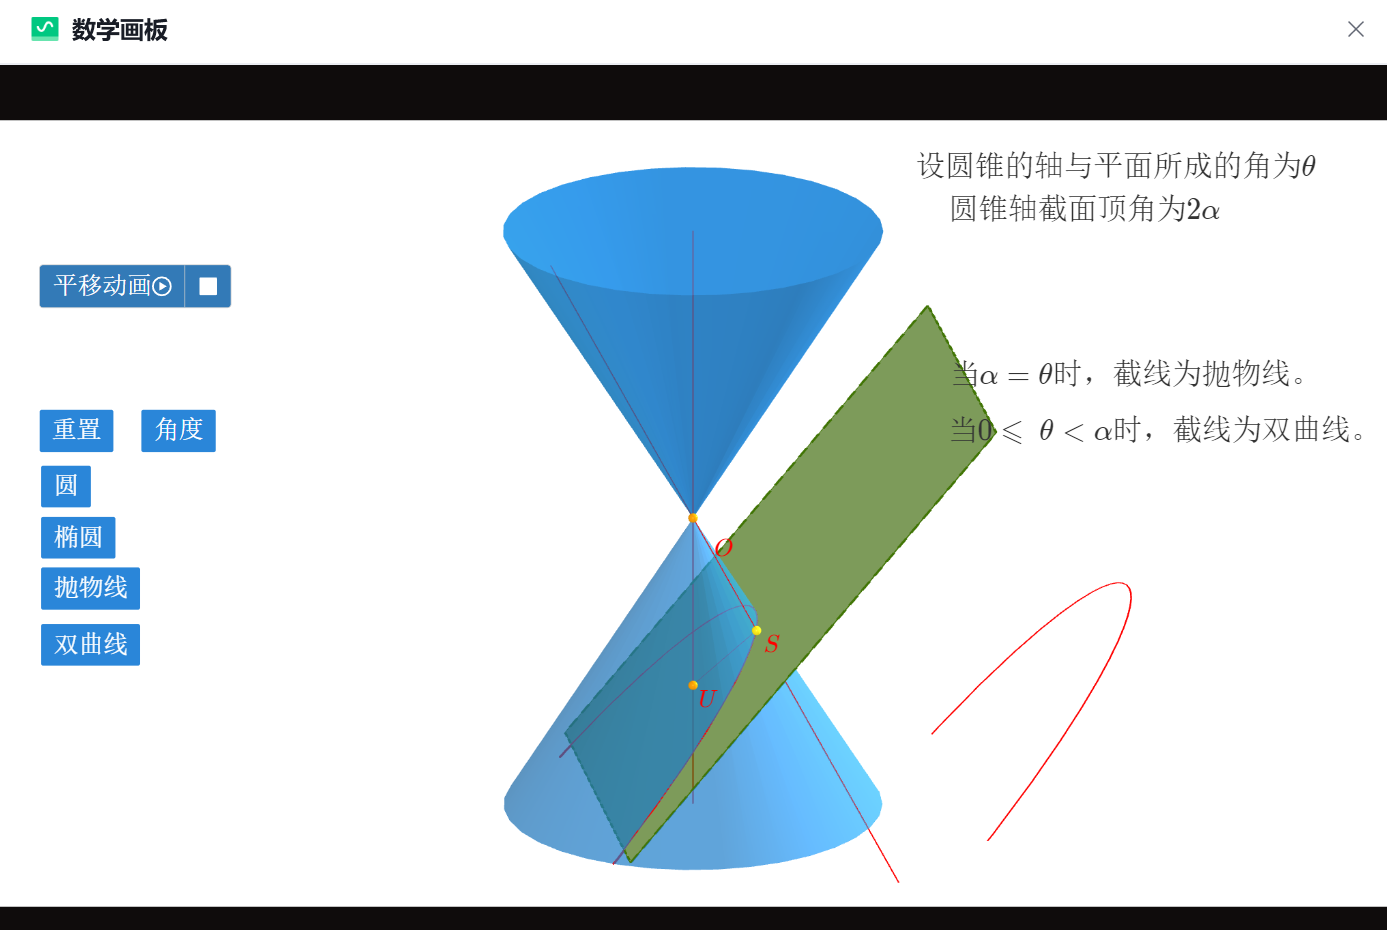 数学画板
设圆锥的轴与平面所成的角为θ
圆锥轴截面顶角为2α
平移动画
当α = θ时，截线为抛物线。
当0⩽ θ < α时，截线为双曲线。
重置 角度
圆
椭圆
抛物线
双曲线
O
S
U